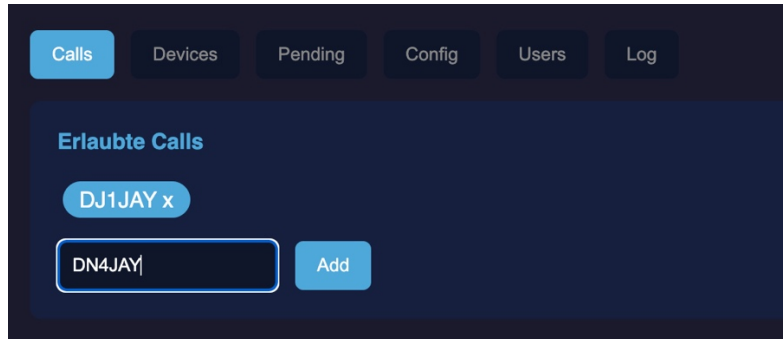 Calls Devices Pending Config Users Log
Erlaubte Calls
DJ1JAY x
DN4JAY Add